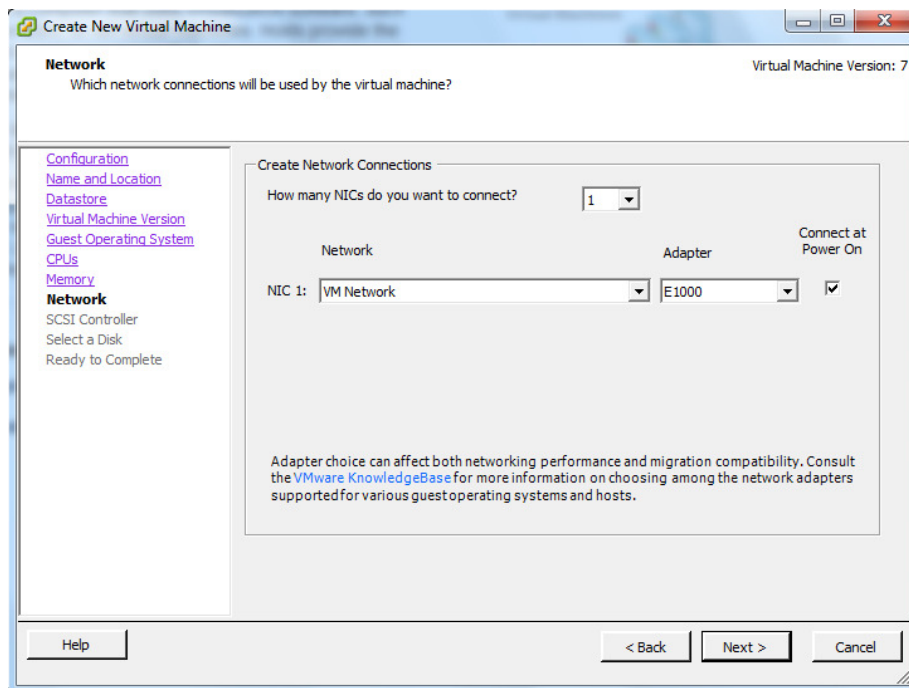 Create New Virtual Machine
Network
Which network connections will be used by the virtual machine?
Virtual Machine Version: 7
Configuration
Name and Location
Datastore
Virtual Machine Version
Guest Operating System
CPUs
Memory
Network
SCSI Controller
Select a Disk
Ready to Complete
Create Network Connections
How many NICs do you want to connect?
1
Network
Adapter
Connect at
Power On
NIC 1:
VM Network
E1000
Adapter choice can affect both networking performance and migration compatibility. Consult
the VMware KnowledgeBase for more information on choosing among the network adapters
supported for various guest operating systems and hosts.
Help
< Back
Next >
Cancel